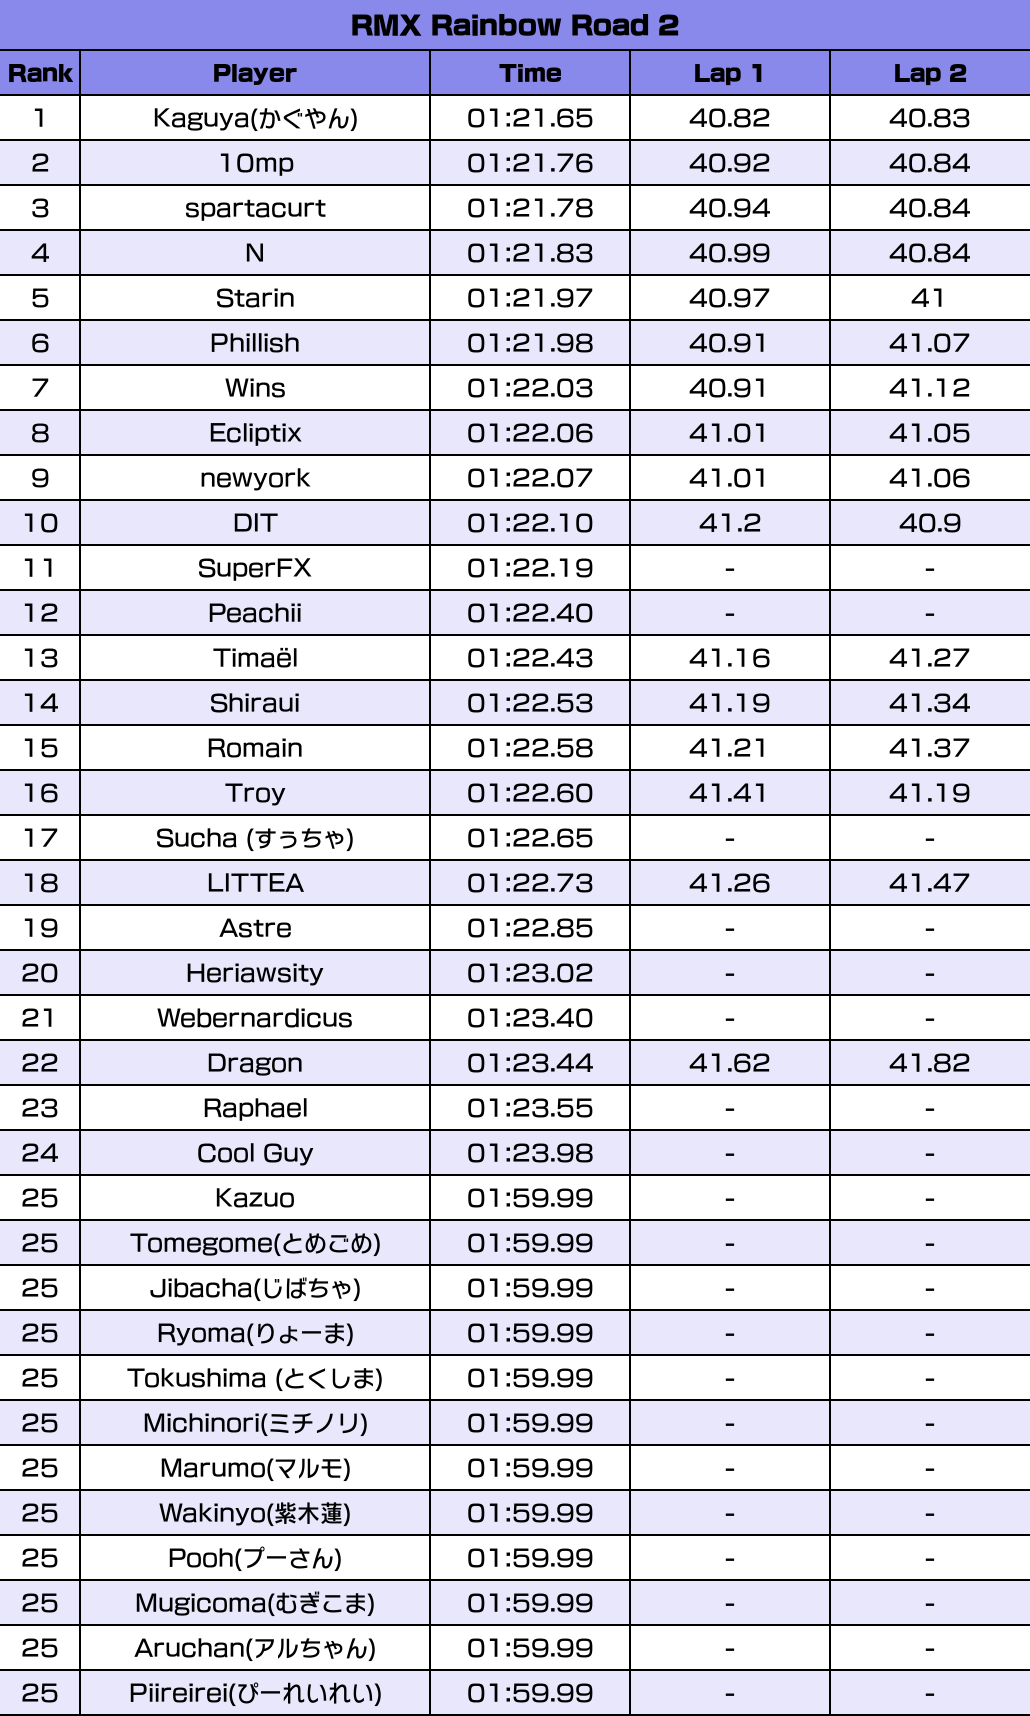 RMX Rainbow Road 2
Rank Player Time Lap 1 Lap 2
1 Kaguya(かぐやん) 01:21.65 40.82 40.83
2 10mp 01:21.76 40.92 40.84
3 spartacurt 01:21.78 40.94 40.84
4 N 01:21.83 40.99 40.84
5 Starin 01:21.97 40.97 41
6 Phillish 01:21.98 40.91 41.07
7 Wins 01:22.03 40.91 41.12
8 Ecliptix 01:22.06 41.01 41.05
9 newyork 01:22.07 41.01 41.06
10 DIT 01:22.10 41.2 40.9
11 SuperFX 01:22.19 - -
12 Peachii 01:22.40 - -
13 Timaël 01:22.43 41.16 41.27
14 Shiraui 01:22.53 41.19 41.34
15 Romain 01:22.58 41.21 41.37
16 Troy 01:22.60 41.41 41.19
17 Sucha (すぅちゃ) 01:22.65 - -
18 LITTEA 01:22.73 41.26 41.47
19 Astre 01:22.85 - -
20 Heriawsity 01:23.02 - -
21 Webernardicus 01:23.40 - -
22 Dragon 01:23.44 41.62 41.82
23 Raphael 01:23.55 - -
24 Cool Guy 01:23.98 - -
25 Kazuo 01:59.99 - -
25 Tomegome(とめごめ) 01:59.99 - -
25 Jibacha(じばちゃ) 01:59.99 - -
25 Ryoma(りょーま) 01:59.99 - -
25 Tokushima (とくしま) 01:59.99 - -
25 Michinori(ミチノリ) 01:59.99 - -
25 Marumo(マルモ) 01:59.99 - -
25 Wakinyo(紫木蓮) 01:59.99 - -
25 Pooh(プーさん) 01:59.99 - -
25 Mugicoma(むぎこま) 01:59.99 - -
25 Aruchan(アルちゃん) 01:59.99 - -
25 Piireirei(ぴーれいれい) 01:59.99 - -